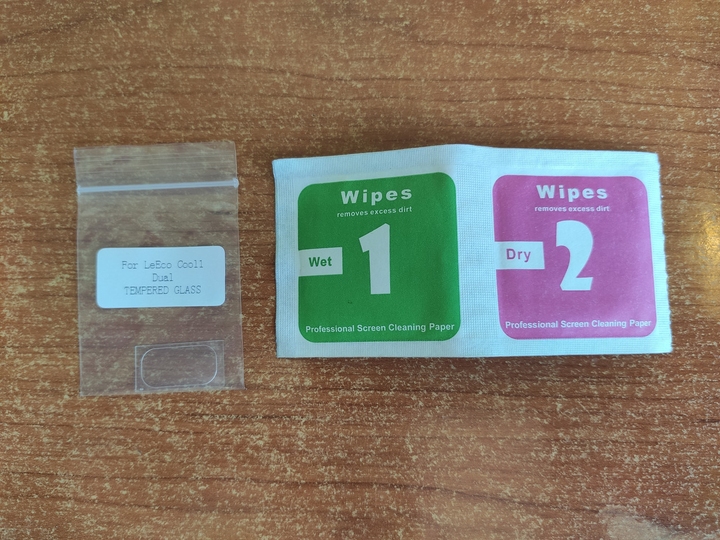 For LeEco Cool1
Dual
TEMPERED GLASS
Wipes
removes excess dirt
Wet
1
Professional Screen Cleaning Paper
Wipes
removes excess dirt
Dry
2
Professional Screen Cleaning Paper